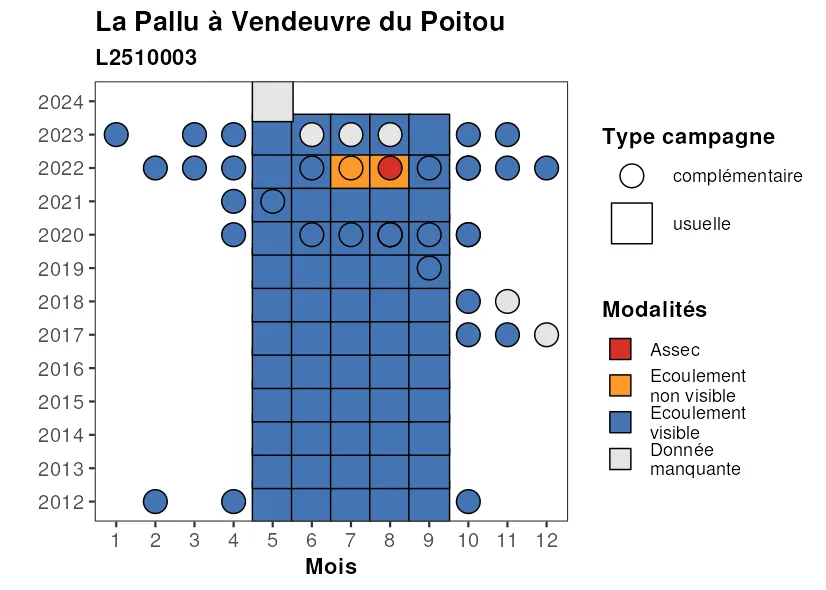 La Pallu à Vendeuvre du Poitou
L2510003
2024
2023
2022
2021
2020
2019
2018
2017
2016
2015
2014
2013
2012
1 2 3 4 5 6 7 8 9 10 11 12
Mois
Type campagne
complémentaire
usuelle
Modalités
Assec
Ecoulement
non visible
Ecoulement
visible
Donnée
manquante